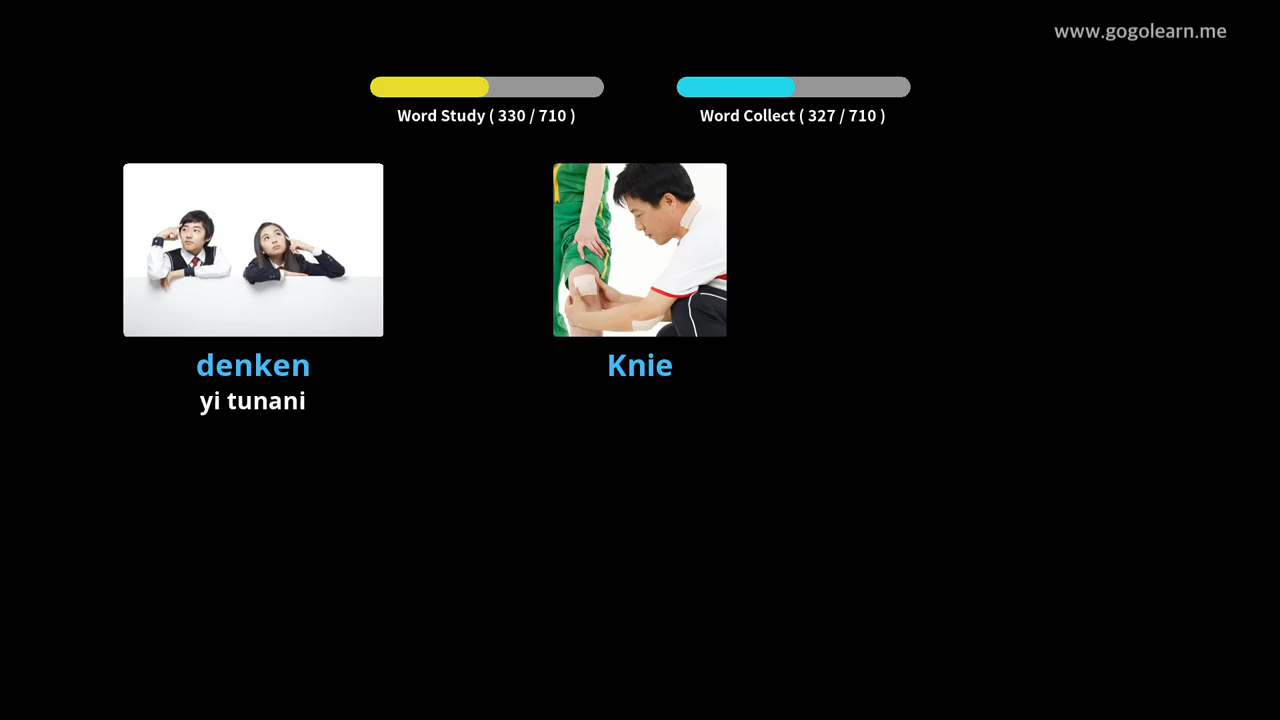 www.gogolearn.me
Word Study ( 330 / 710 )
Word Collect ( 327 / 710 )
denken
Knie
yi tunani